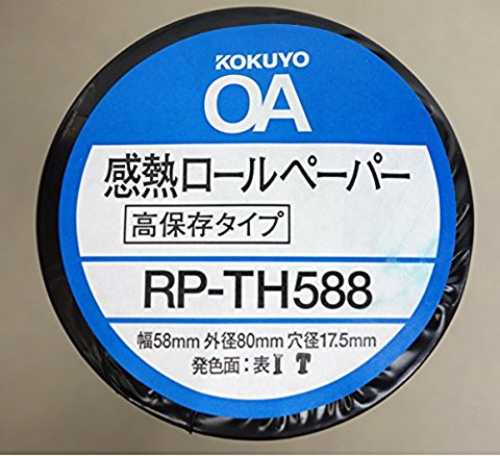 KOKUYO
OA
感熱ロールペーパー
高保存タイプ
RP-TH588
幅58mm 外径80mm 穴径17.5mm
発色面:表